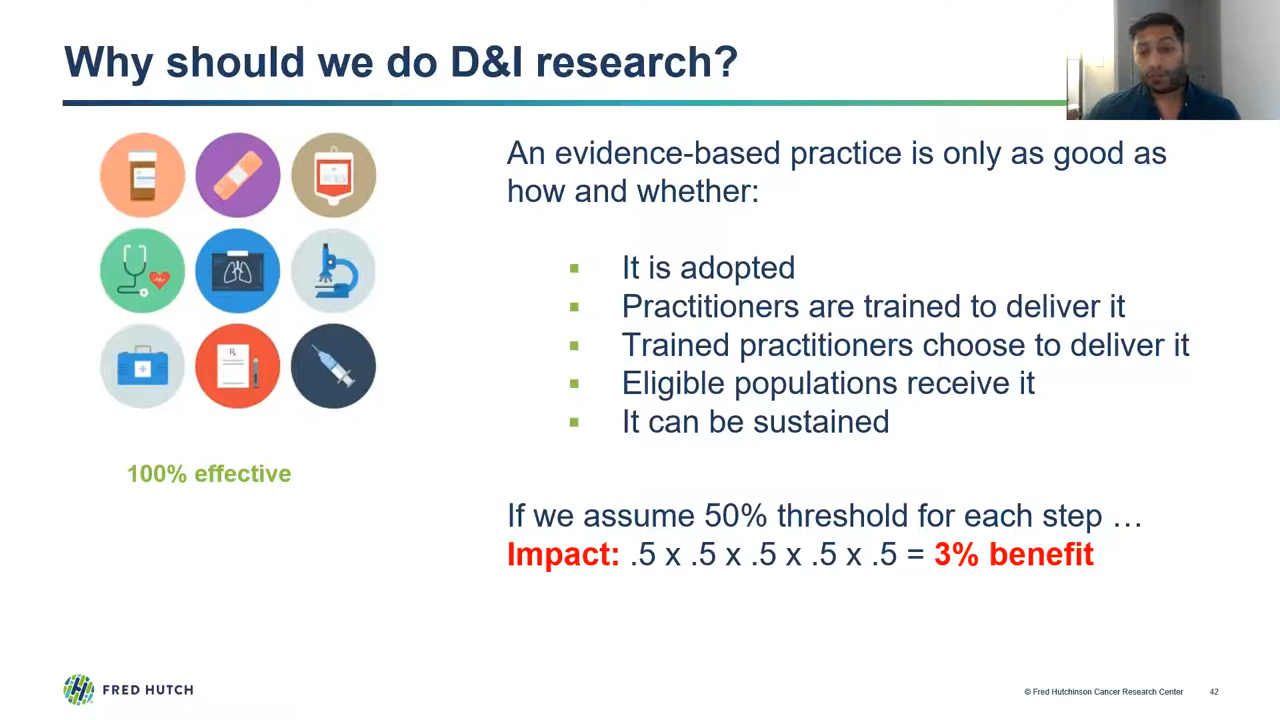 Why should we do D&I research?
An evidence-based practice is only as good as
how and whether:
▪ It is adopted
▪ Practitioners are trained to deliver it
▪ Trained practitioners choose to deliver it
▪ Eligible populations receive it
▪ It can be sustained
100% effective
If we assume 50% threshold for each step …
Impact: .5 x .5 x .5 x .5 x .5 = 3% benefit
FRED HUTCH
© Fred Hutchinson Cancer Research Center 42